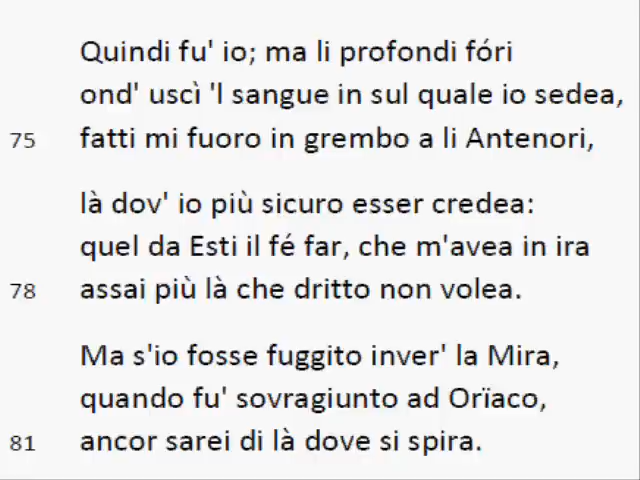 Quindi fu' io; ma li profondi fóri
ond' uscì 'l sangue in sul quale io sedea,
75 fatti mi fuoro in grembo a li Antenori,
là dov' io più sicuro esser credea:
quel da Esti il fé far, che m'avea in ira
78 assai più là che dritto non volea.
Ma s'io fosse fuggito inver' la Mira,
quando fu' sovragiunto ad Orïaco,
81 ancor sarei di là dove si spira.